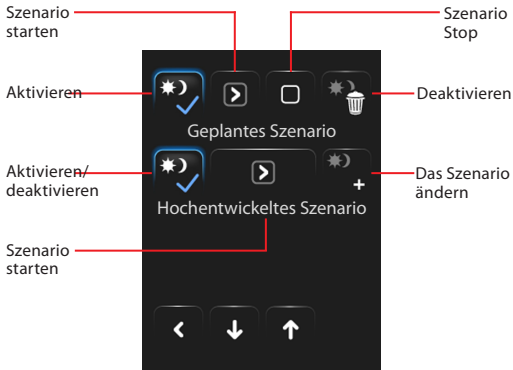 Szenario
starten
Szenario
Stop
Aktivieren
Deaktivieren
Geplantes Szenario
Aktivieren/
deaktivieren
Das Szenario
ändern
Hochentwickeltes Szenario
Szenario
starten